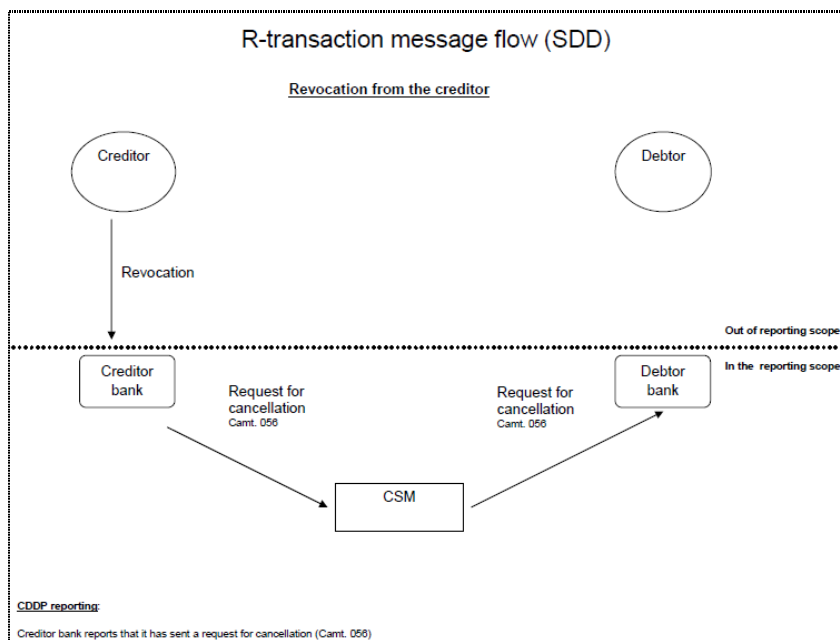 R-transaction message flow (SDD)
Revocation from the creditor
Creditor
Debtor
Revocation
Out of reporting scope
In the reporting scope
Creditor
bank
Request for
cancellation
Camt. 056
Request for
cancellation
Camt. 056
Debtor
bank
CSM
CDDP reporting:
Creditor bank reports that it has sent a request for cancellation (Camt. 056)